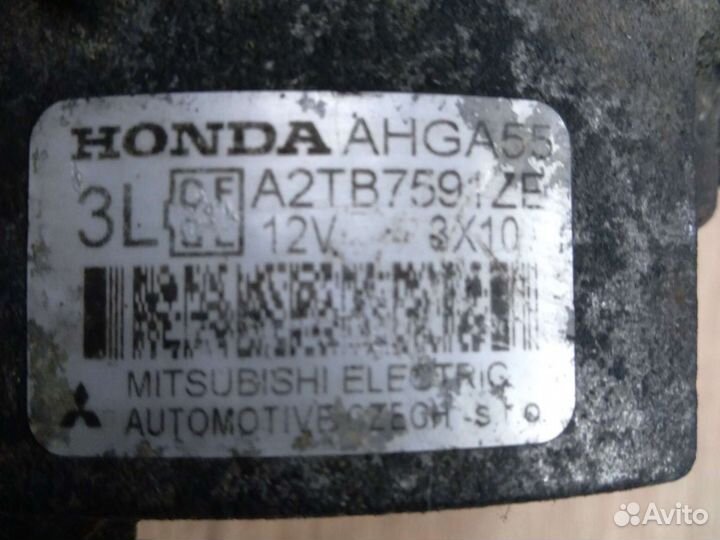 HONDA AHGA55
3L A2TB7591ZE
12V 3X10
MITSUBISHI ELECTRIC
AUTOMOTIVE CZECH s r o
Avito